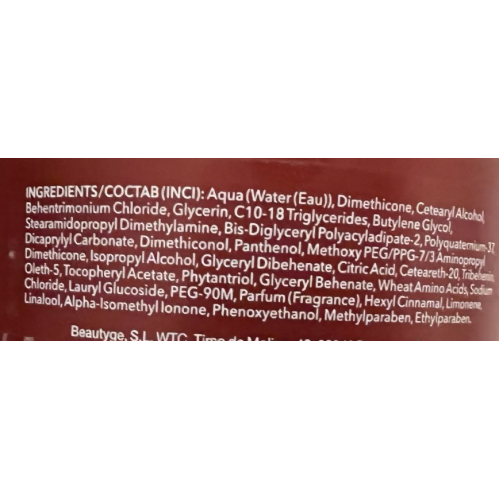 INGREDIENTS/COCTAB (INCI): Aqua (Water (Eau)), Dimethicone, Cetearyl Alcohol,
Behentrimonium Chloride, Glycerin, C10-18 Triglycerides, Butylene Glycol,
Stearamidopropyl Dimethylamine, Bis-Diglyceryl Polyacyladipate-2, Polyquaternium-37,
Dicaprylyl Carbonate, Dimethiconol, Panthenol, Methoxy PEG/PPG-7/3 Aminopropyl
Dimethicone, Isopropyl Alcohol, Glyceryl Dibehenate, Citric Acid, Ceteareth-20, Tribehenin,
Oleth-5, Tocopheryl Acetate, Phytantriol, Glyceryl Behenate, Wheat Amino Acids, Sodium
Chloride, Lauryl Glucoside, PEG-90M, Parfum (Fragrance), Hexyl Cinnamal, Limonene,
Linalool, Alpha-Isomethyl Ionone, Phenoxyethanol, Methylparaben, Ethylparaben.
Beautyge, S.L. WTC,